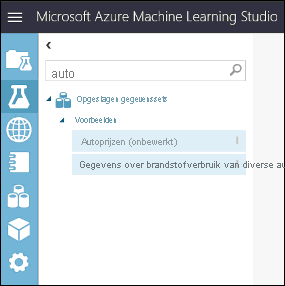 Microsoft Azure Machine Learning Studio
auto
Opgeslagen gegevenssets
Voorbeelden
Autoprijzen (onbewerkt)
Gegevens over brandstofverbruik van diverse au